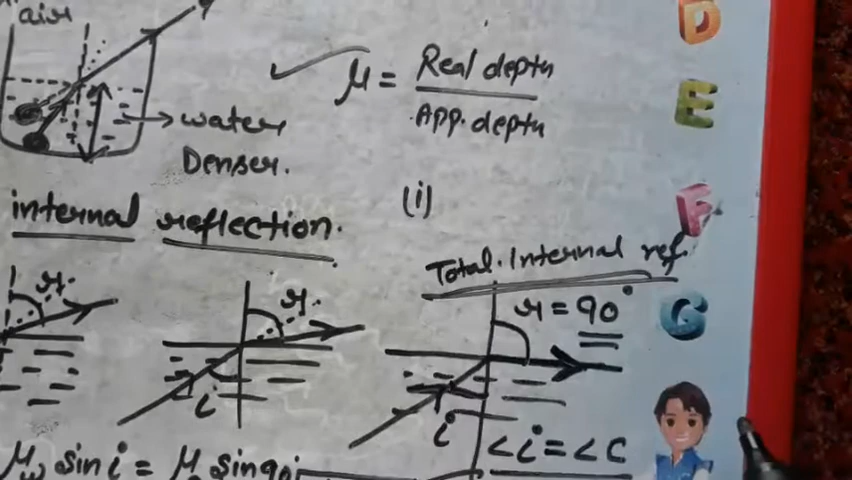 air
μ = Real depth / App. depth
→ water
Denser.
internal reflection.
(i)
Total. Internal ref.
r
r
r = 90°
i
i
<i = <c
μw sin i = μ sin 90
D
E
F
G